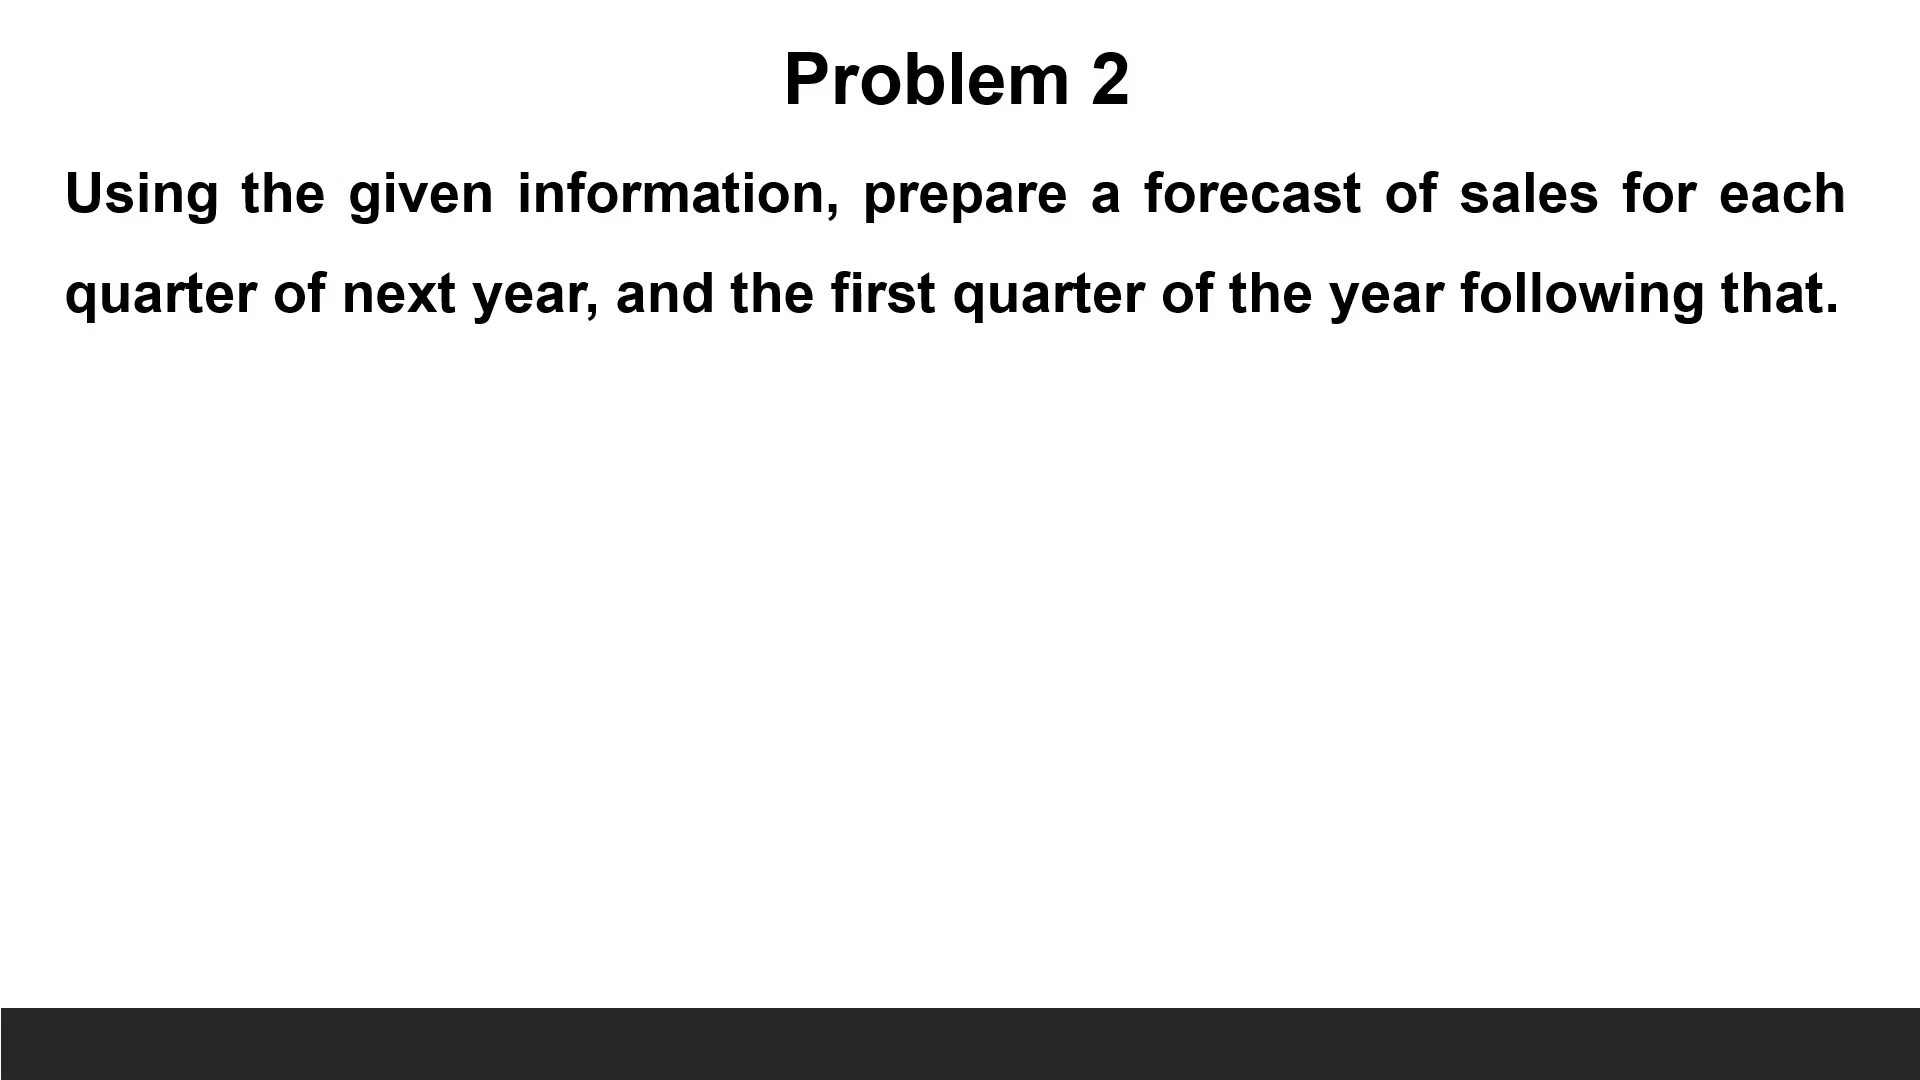 Problem 2
Using the given information, prepare a forecast of sales for each
quarter of next year, and the first quarter of the year following that.